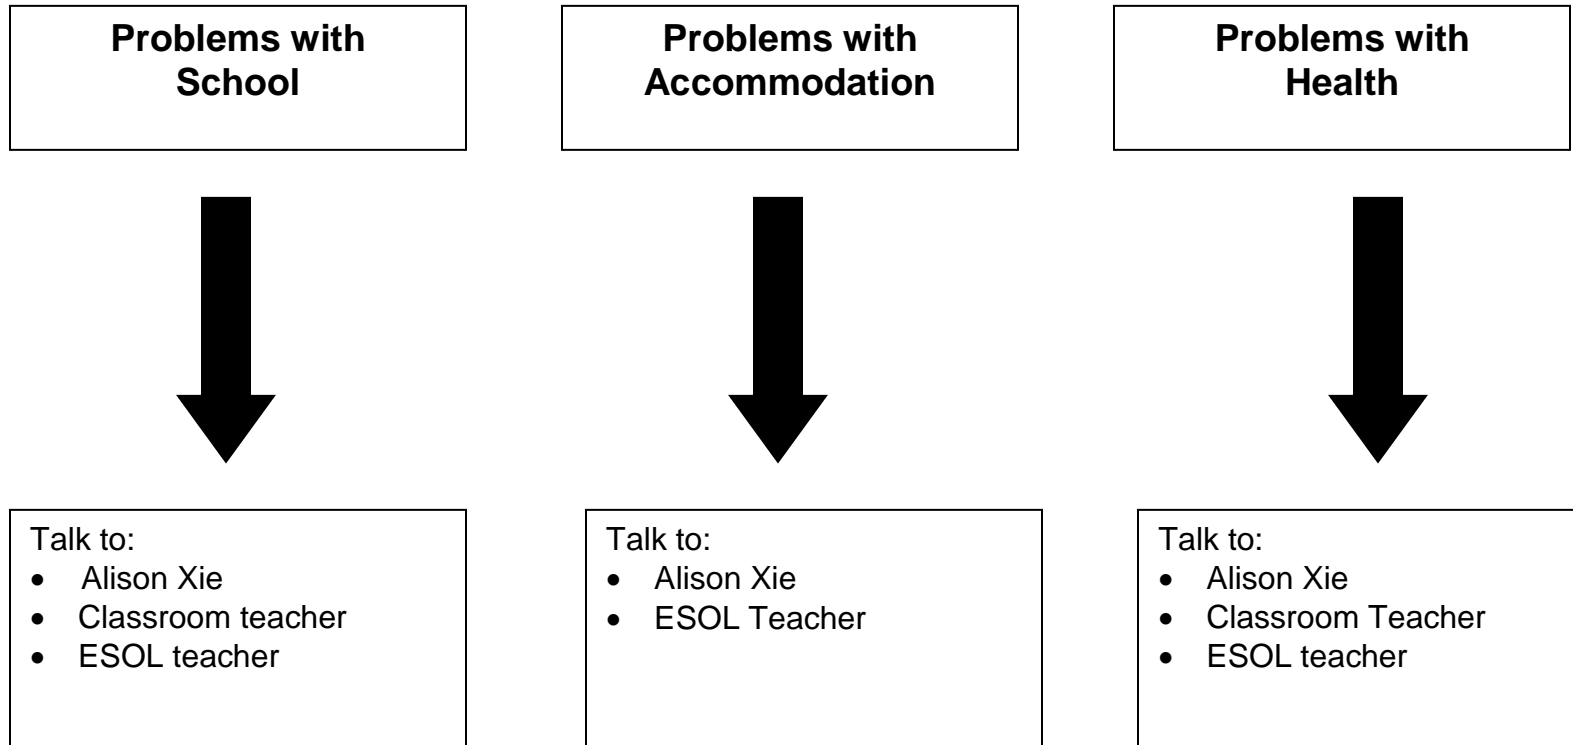 Problems with
School
Problems with
Accommodation
Problems with
Health
Talk to:
• Alison Xie
• Classroom teacher
• ESOL teacher
Talk to:
• Alison Xie
• ESOL Teacher
Talk to:
• Alison Xie
• Classroom Teacher
• ESOL teacher